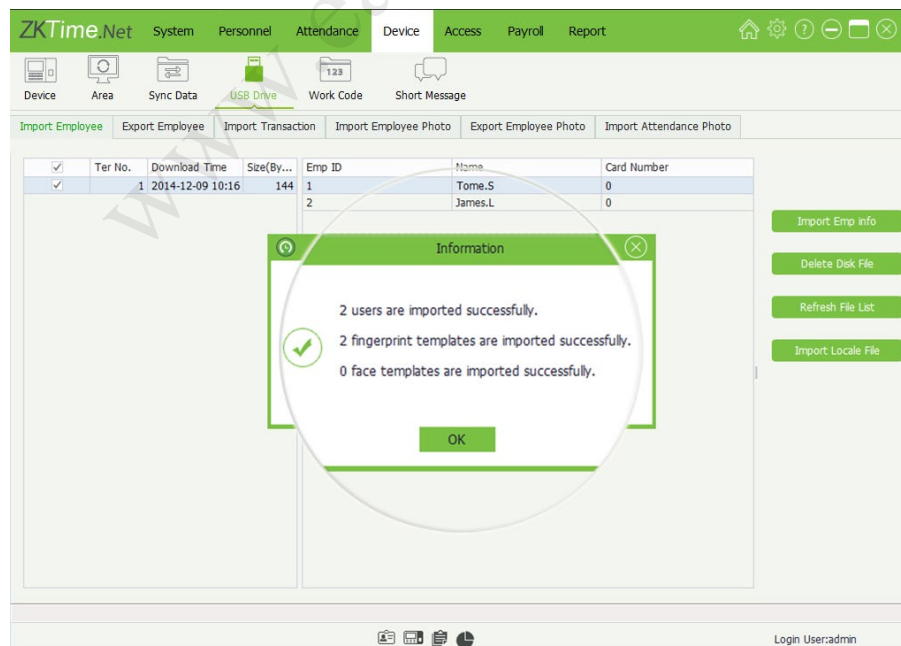 ZKTime.Net System Personnel Attendance Device Access Payroll Report
Device Area Sync Data USB Drive Work Code Short Message
123
Import Employee Export Employee Import Transaction Import Employee Photo Export Employee Photo Import Attendance Photo
Ter No. Download Time Size(By... Emp ID Name Card Number
1 2014-12-09 10:16 144 1 Tome.S 0
2 James.L 0
Import Emp info
Delete Disk File
Refresh File List
Import Locale File
Information
2 users are imported successfully.
2 fingerprint templates are imported successfully.
0 face templates are imported successfully.
OK
Login User:admin